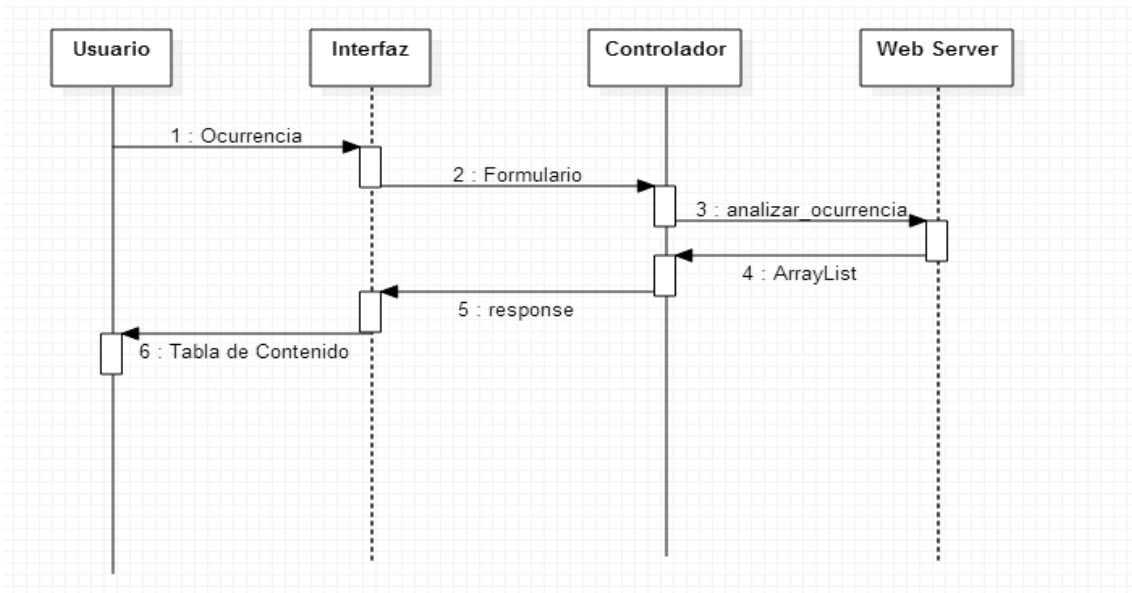 Usuario
Interfaz
Controlador
Web Server
1 : Ocurrencia
2 : Formulario
3 : analizar_ocurrencia
4 : ArrayList
5 : response
6 : Tabla de Contenido